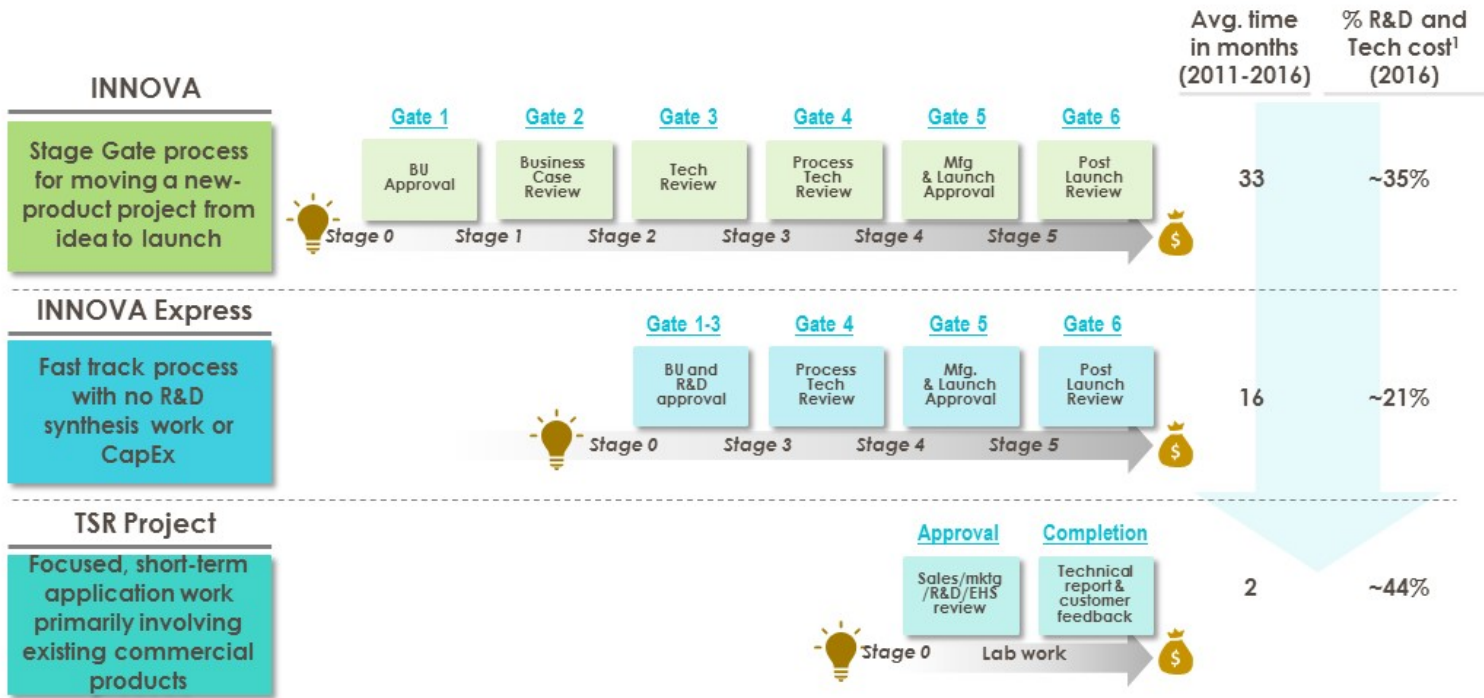 Avg. time
in months
(2011-2016)
% R&D and
Tech cost1
(2016)
INNOVA
Stage Gate process
for moving a new-
product project from
idea to launch
Gate 1
BU
Approval
Gate 2
Business
Case
Review
Gate 3
Tech
Review
Gate 4
Process
Tech
Review
Gate 5
Mfg
& Launch
Approval
Gate 6
Post
Launch
Review
Stage 0
Stage 1
Stage 2
Stage 3
Stage 4
Stage 5
$
33
~35%
INNOVA Express
Fast track process
with no R&D
synthesis work or
CapEx
Gate 1-3
BU and
R&D
approval
Gate 4
Process
Tech
Review
Gate 5
Mfg.
& Launch
Approval
Gate 6
Post
Launch
Review
Stage 0
Stage 3
Stage 4
Stage 5
$
16
~21%
TSR Project
Focused, short-term
application work
primarily involving
existing commercial
products
Approval
Sales/mktg
/R&D/EHS
review
Completion
Technical
report &
customer
feedback
Stage 0
Lab work
$
2
~44%